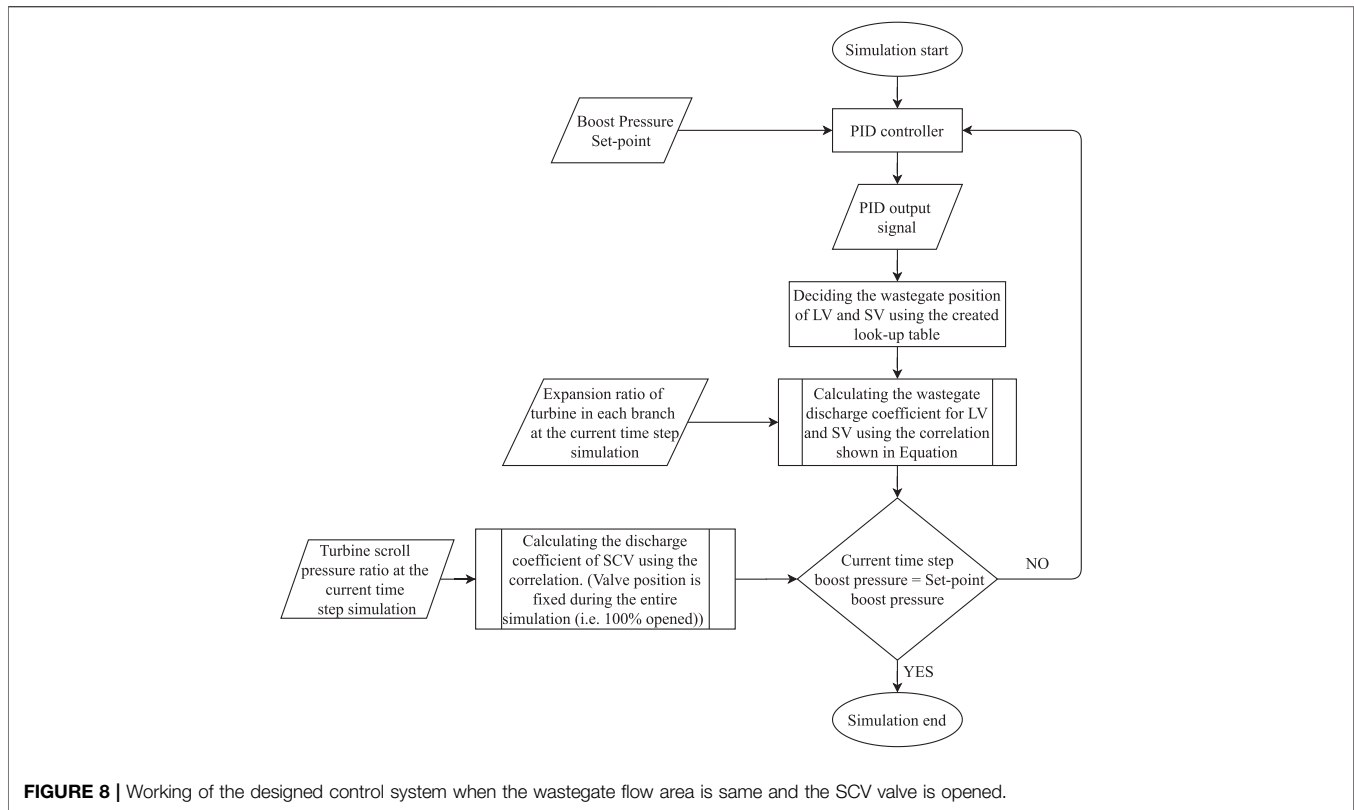 Simulation start
Boost Pressure
Set-point
PID controller
PID output
signal
Deciding the wastegate position
of LV and SV using the created
look-up table
Expansion ratio of
turbine in each branch
at the current time step
simulation
Calculating the wastegate
discharge coefficient for LV
and SV using the correlation
shown in Equation
Turbine scroll
pressure ratio at the
current time
step simulation
Calculating the discharge
coefficient of SCV using the
correlation. (Valve position is
fixed during the entire
simulation (i.e. 100% opened))
Current time step
boost pressure = Set-point
boost pressure
NO
YES
Simulation end
FIGURE 8 | Working of the designed control system when the wastegate flow area is same and the SCV valve is opened.